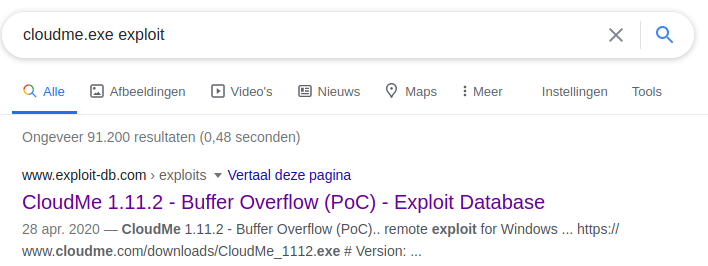 cloudme.exe exploit
Alle Afbeeldingen Video's Nieuws Maps Meer Instellingen Tools
Ongeveer 91.200 resultaten (0,48 seconden)
www.exploit-db.com › exploits Vertaal deze pagina
CloudMe 1.11.2 - Buffer Overflow (PoC) - Exploit Database
28 apr. 2020 — CloudMe 1.11.2 - Buffer Overflow (PoC).. remote exploit for Windows ... https://
www.cloudme.com/downloads/CloudMe_1112.exe # Version: ...